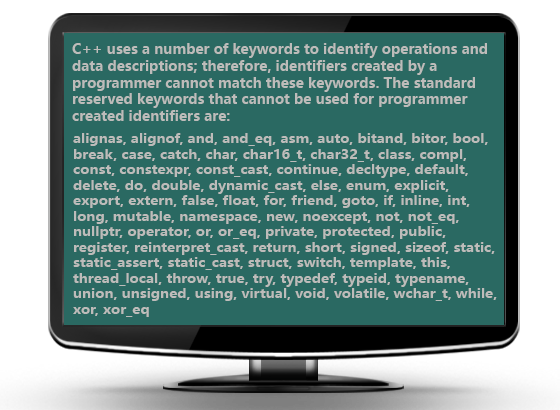 C++ uses a number of keywords to identify operations and
data descriptions; therefore, identifiers created by a
programmer cannot match these keywords. The standard
reserved keywords that cannot be used for programmer
created identifiers are:
alignas, alignof, and, and_eq, asm, auto, bitand, bitor, bool,
break, case, catch, char, char16_t, char32_t, class, compl,
const, constexpr, const_cast, continue, decltype, default,
delete, do, double, dynamic_cast, else, enum, explicit,
export, extern, false, float, for, friend, goto, if, inline, int,
long, mutable, namespace, new, noexcept, not, not_eq,
nullptr, operator, or, or_eq, private, protected, public,
register, reinterpret_cast, return, short, signed, sizeof, static,
static_assert, static_cast, struct, switch, template, this,
thread_local, throw, true, try, typedef, typeid, typename,
union, unsigned, using, virtual, void, volatile, wchar_t, while,
xor, xor_eq